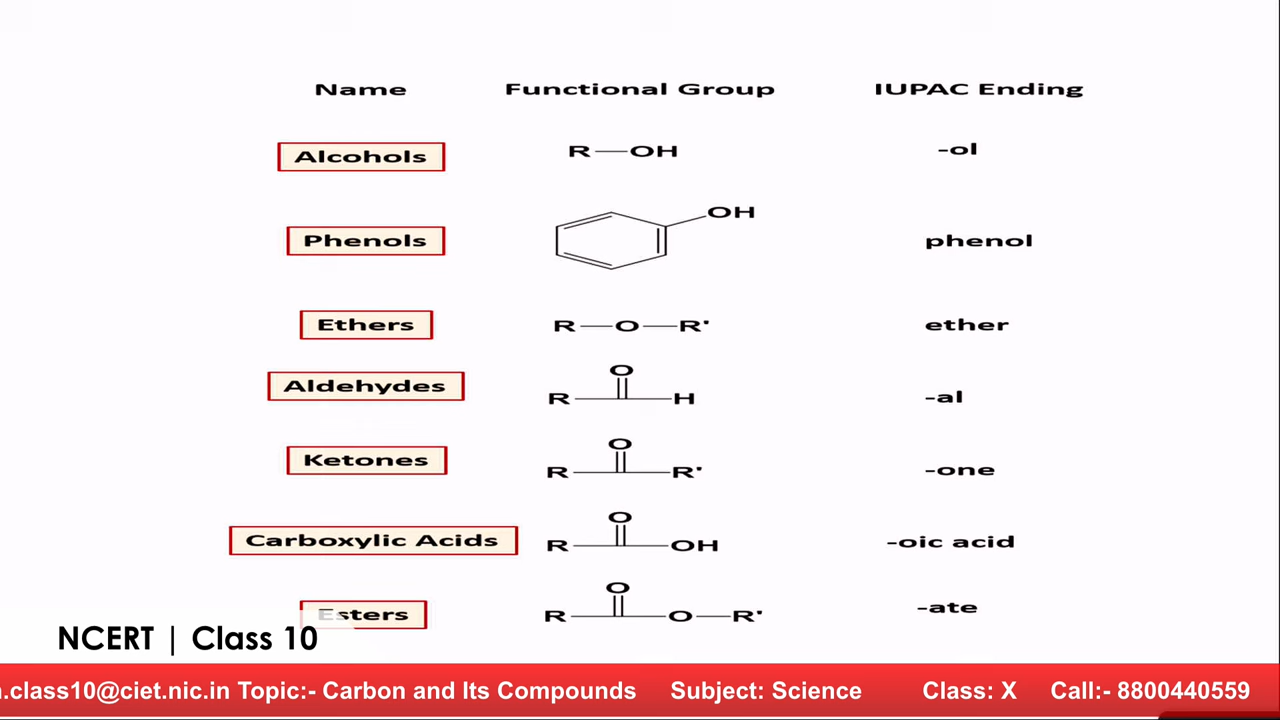 Name Functional Group IUPAC Ending
Alcohols R—OH -ol
OH
Phenols phenol
Ethers R—O—R' ether
O
Aldehydes R H -al
O
Ketones R R' -one
O
Carboxylic Acids R OH -oic acid
O
Esters R O—R' -ate
NCERT | Class 10
.class10@ciet.nic.in Topic:- Carbon and Its Compounds Subject: Science Class: X Call:- 8800440559